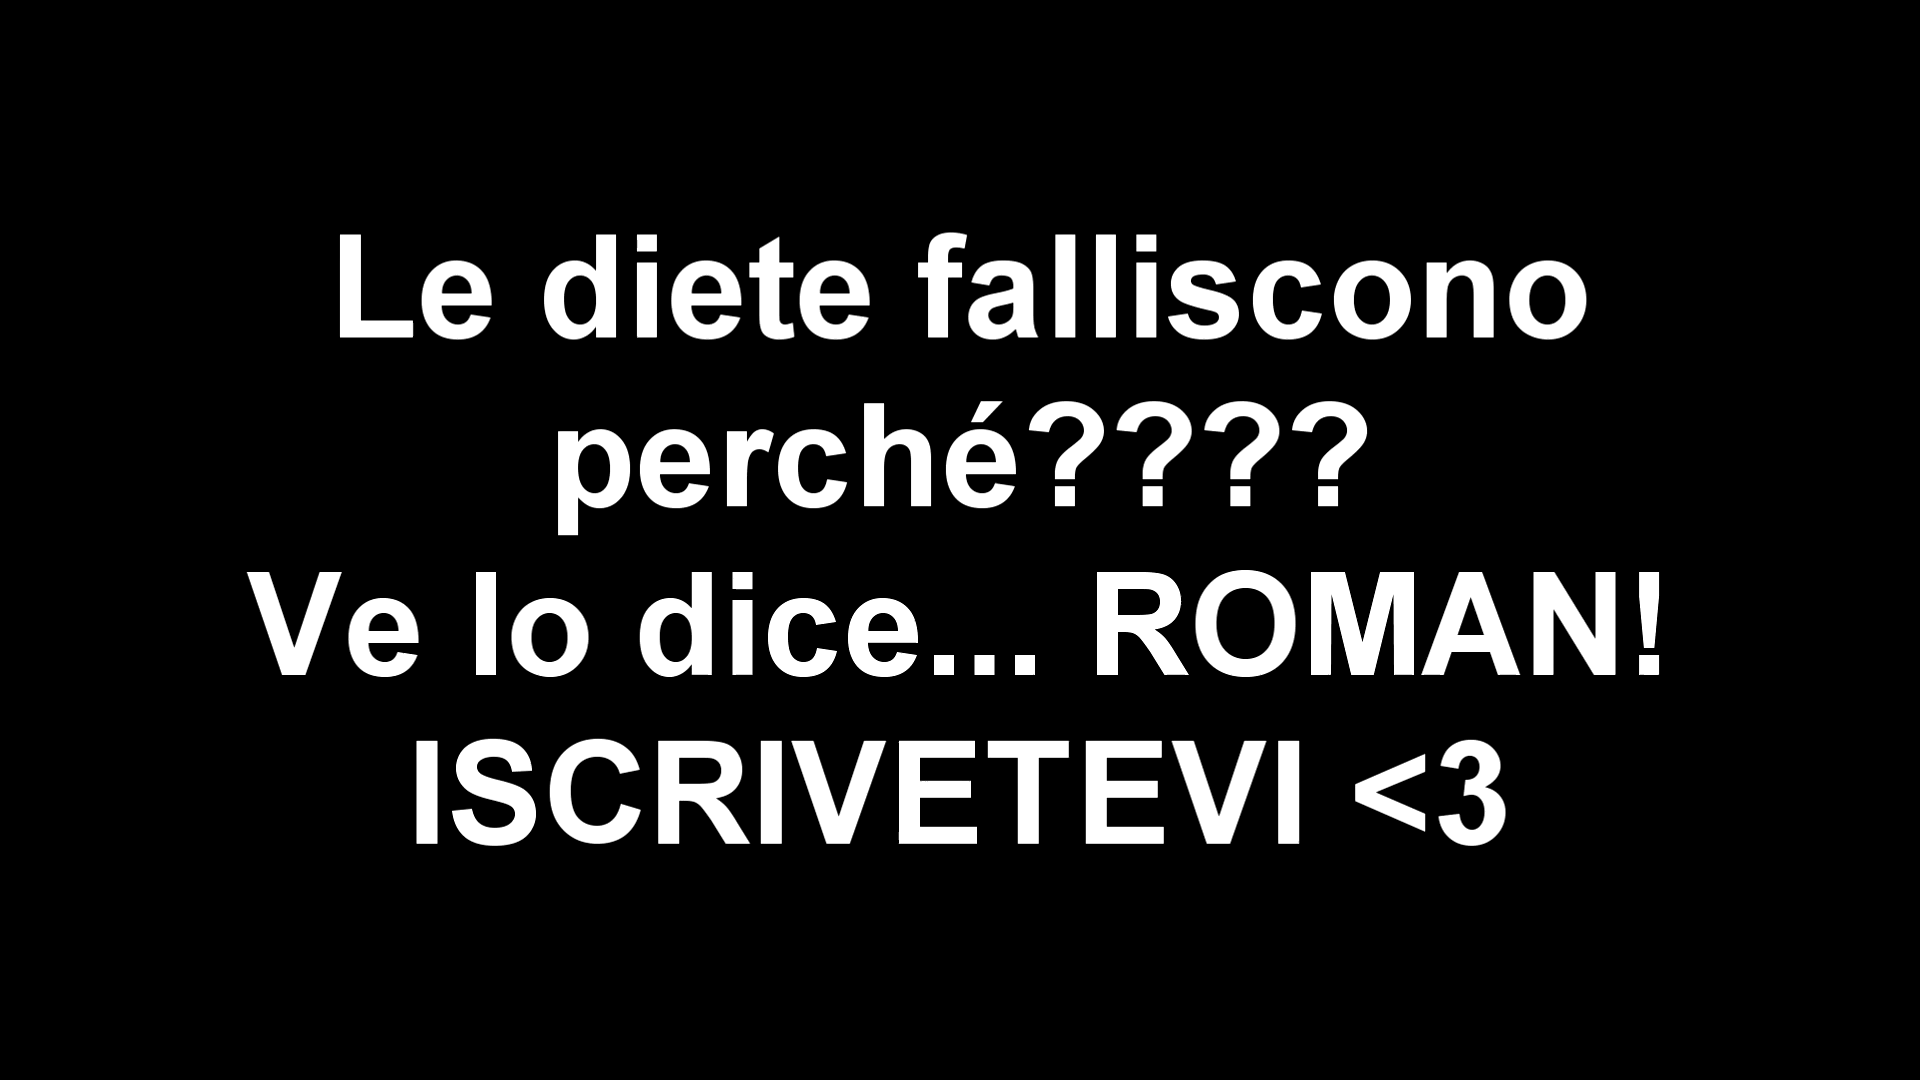 Le diete falliscono
perché????
Ve lo dice... ROMAN!
ISCRIVETEVI <3